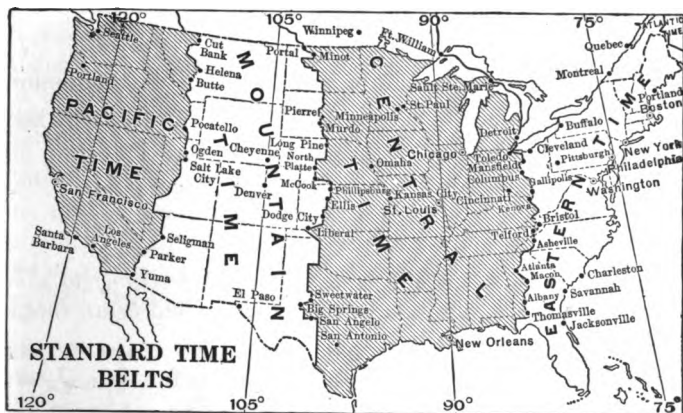 120°
105°
90°
75°
Winnipeg
Ft. William
ATLANTIC
TIME
Seattle
Cut
Bank
Portal
Minot
Quebec
Helena
Butte
Portland
Sault Ste. Marie
Montreal
Pierre
Minneapolis
St. Paul
Portland
Boston
PACIFIC
TIME
MOUNTAIN
TIME
CENTRAL
TIME
EASTERN TIME
Murdo
Detroit
Buffalo
Pocatello
Long Pine
Chicago
Toledo
Cleveland
New York
Ogden
Cheyenne
North
Platte
Omaha
Mansfield
Pittsburgh
Philadelphia
Salt Lake
City
McCook
Columbus
Gallipolis
Washington
San Francisco
Denver
Phillipsburg
Kansas City
Cincinnati
Ellis
St. Louis
Kenova
Dodge City
Bristol
Santa
Barbara
Los
Angeles
Seligman
Liberal
Telford
Asheville
Parker
Atlanta
Yuma
Macon
Charleston
El Paso
Sweetwater
Albany
Savannah
Big Springs
San Angelo
Thomasville
San Antonio
New Orleans
Jacksonville
STANDARD TIME
BELTS
120°
105°
90°
75°